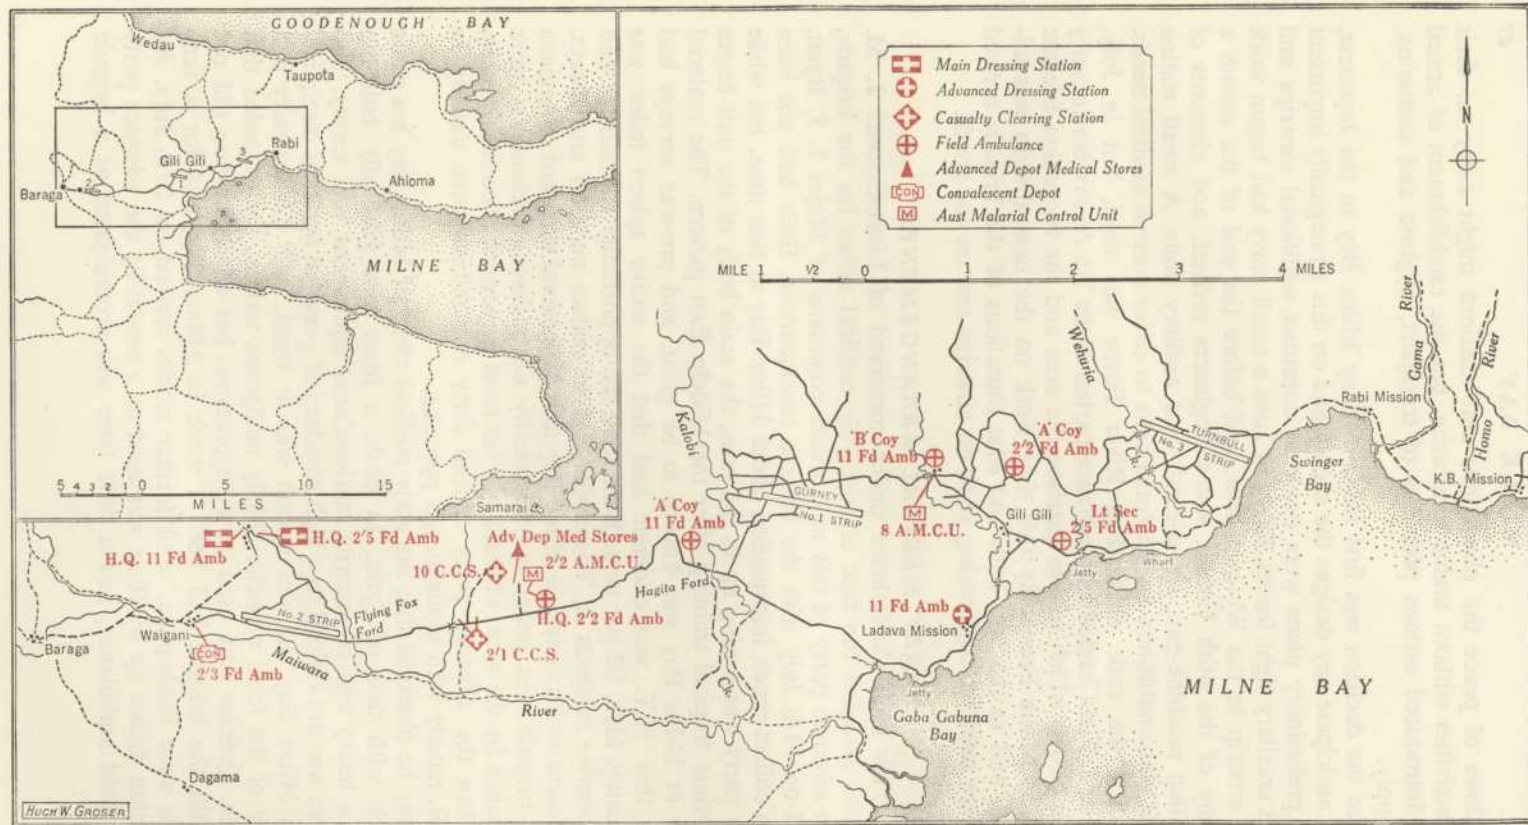 GOODENOUGH BAY
Wedau
Taupota
Gili Gili
3
Rabi
1
2
Baraga
Ahioma
MILNE BAY
5 4 3 2 1 0 5 10 15
MILES
Samarai
Main Dressing Station
Advanced Dressing Station
Casualty Clearing Station
Field Ambulance
Advanced Depot Medical Stores
CON Convalescent Depot
M Aust Malarial Control Unit
N
MILE 1 1/2 0 1 2 3 4 MILES
Kalobi
Ck.
Wehuria
Ck.
Gama River
Homo River
Rabi Mission
K.B. Mission
TURNBULL
No. 3 STRIP
Swinger
Bay
'B' Coy
11 Fd Amb
'A' Coy
2/2 Fd Amb
M
8 A.M.C.U.
GURNEY
No. 1 STRIP
Gili Gili
Lt Sec
2/5 Fd Amb
Jetty
Wharf
'A' Coy
11 Fd Amb
Hagita Ford
H.Q. 11 Fd Amb
H.Q. 2/5 Fd Amb
Adv Dep Med Stores
10 C.C.S.
2/2 A.M.C.U
M
H.Q. 2/2 Fd Amb
2/1 C.C.S.
No. 2 STRIP
Flying Fox
Ford
Waigani
Baraga
CON
2/3 Fd Amb
Maiwara
River
11 Fd Amb
Ladava Mission
Jetty
Gaba Gabuna
Bay
MILNE BAY
Dagama
HUGH W. GROSER